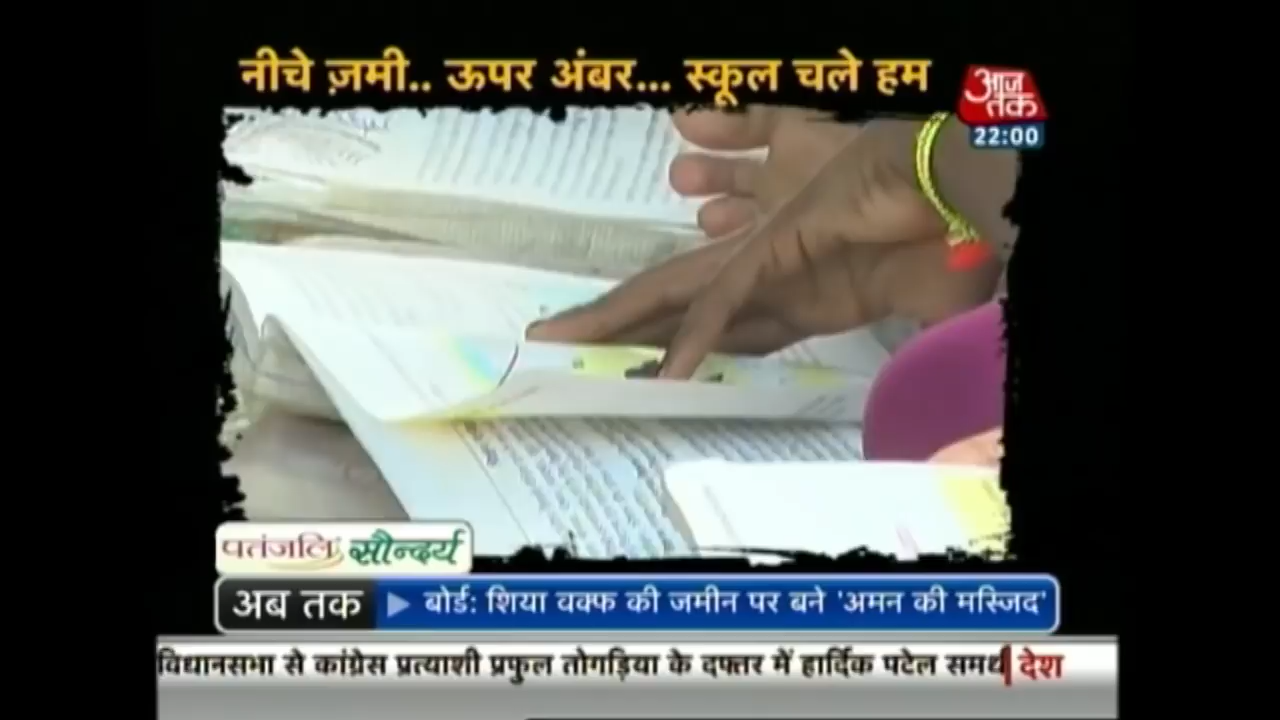 नीचे ज़मी.. ऊपर अंबर... स्कूल चले हम
आज
तक
22:00
पतंजलि सौन्दर्य
अब तक बोर्ड: शिया वक्फ की जमीन पर बने 'अमन की मस्जिद'
विधानसभा से कांग्रेस प्रत्याशी प्रफुल तोगड़िया के दफ्तर में हार्दिक पटेल समर्थ देश